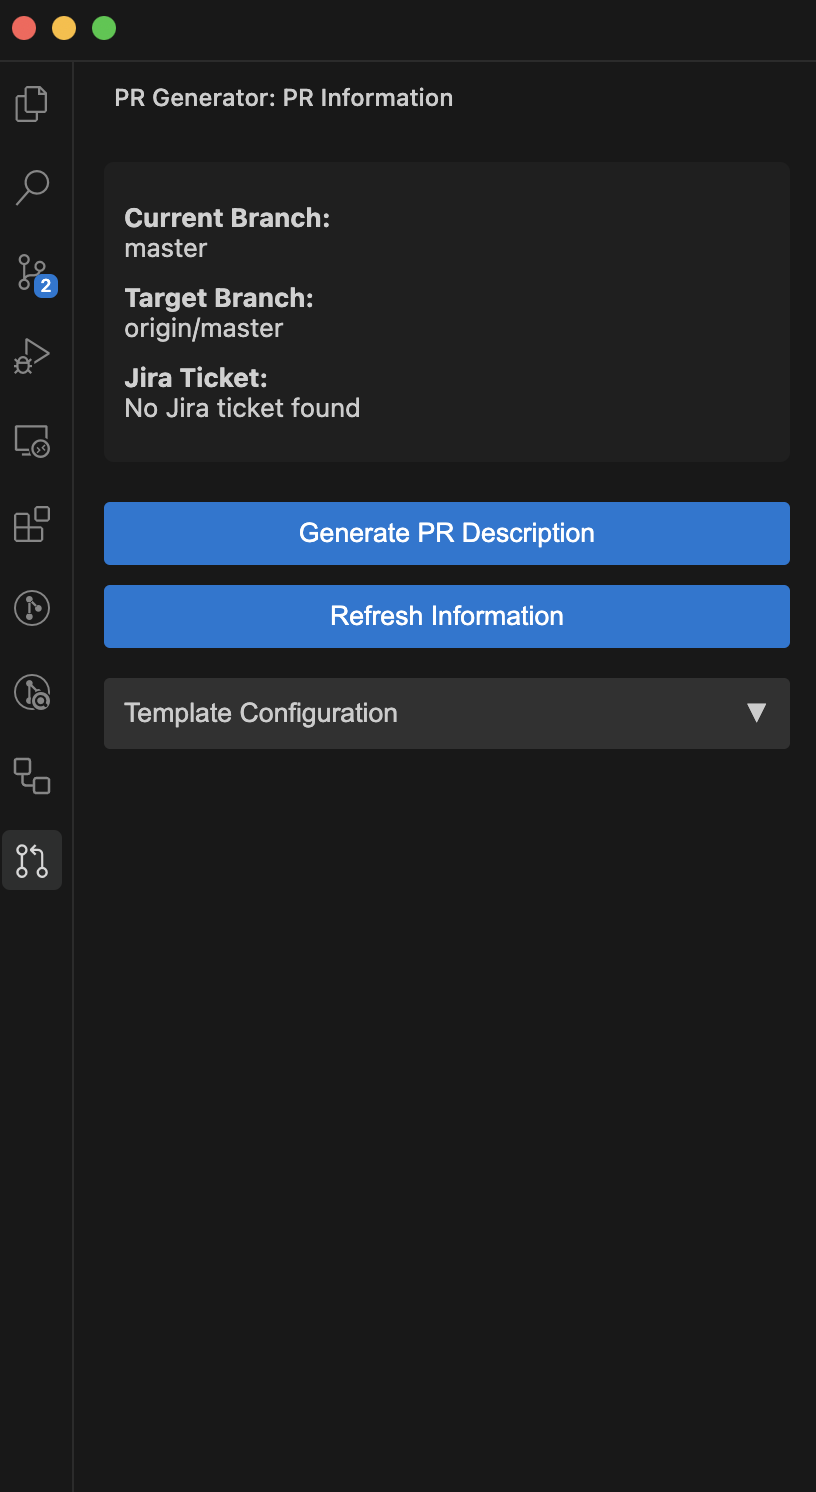 PR Generator: PR Information
Current Branch:
master
2
Target Branch:
origin/master
Jira Ticket:
No Jira ticket found
Generate PR Description
Refresh Information
Template Configuration